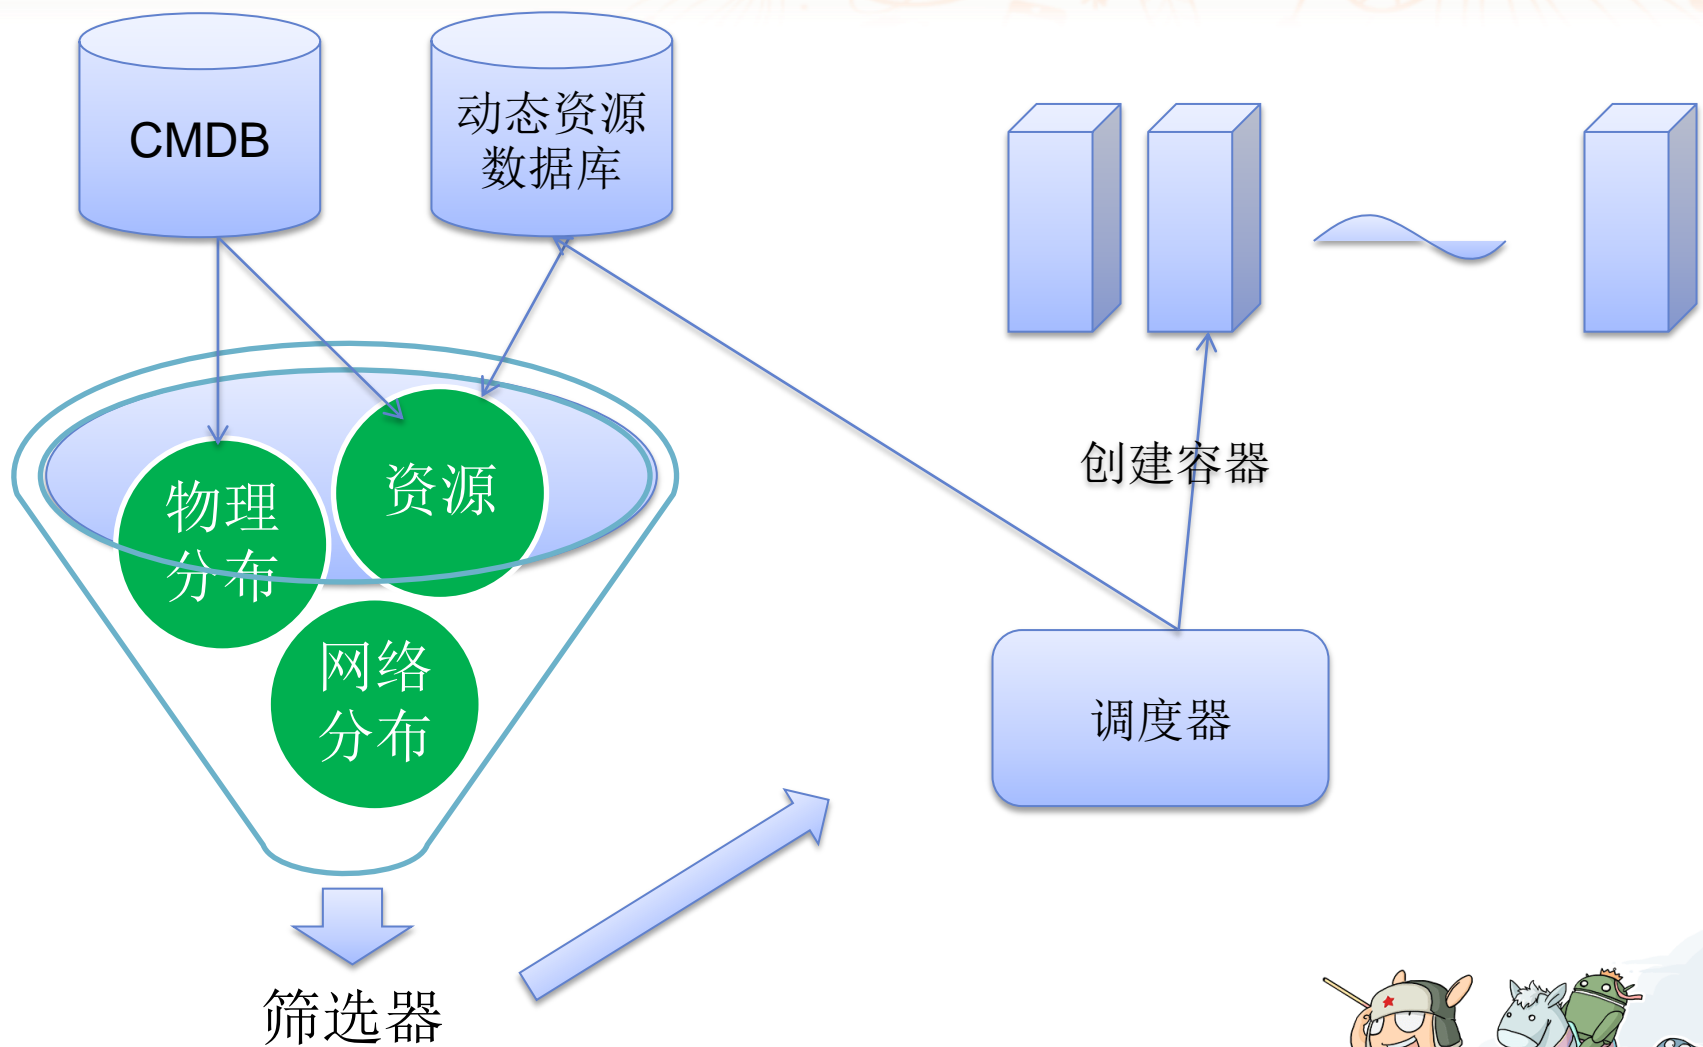 CMDB
动态资源
数据库
资源
物理
分布
网络
分布
筛选器
创建容器
调度器